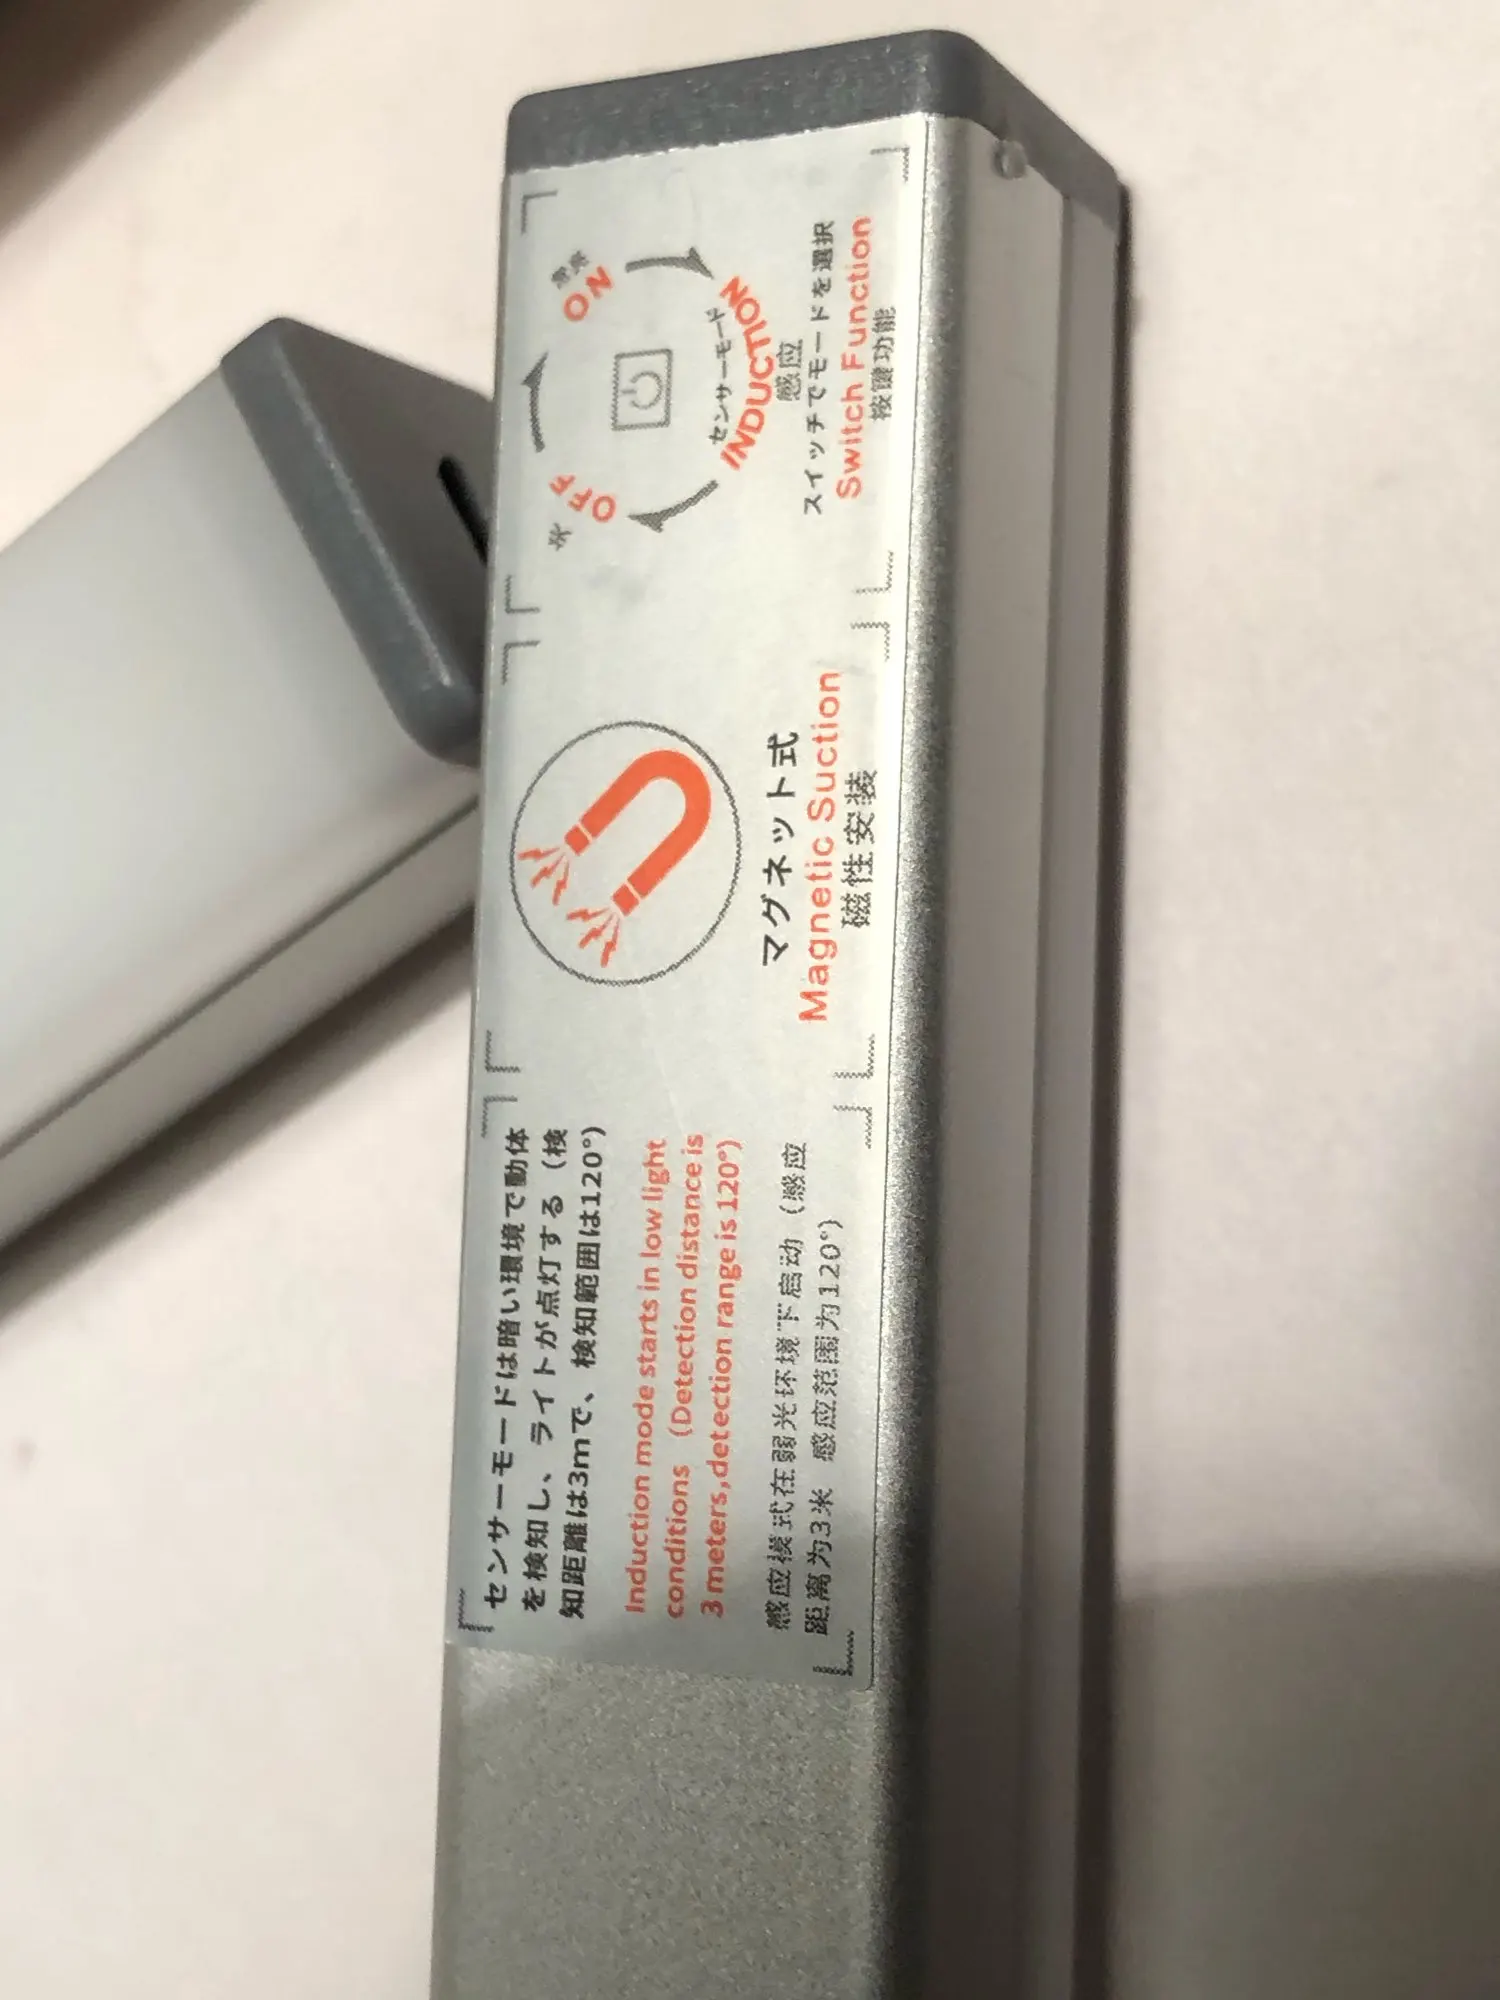 センサーモードは暗い環境で動体
を検知し、ライトが点灯する（検
知距離は3mで、検知範囲は120°)
Induction mode starts in low light
conditions （Detection distance is
3 meters,detection range is 120°)
感应模式在弱光环境下启动（感应
距离为3米 感应范围为120°)
マグネット式
Magnetic Suction
磁性安装
ON
OFF
センサーモード
INDUCTION
感应
スイッチでモードを選択
Switch Function
按键功能